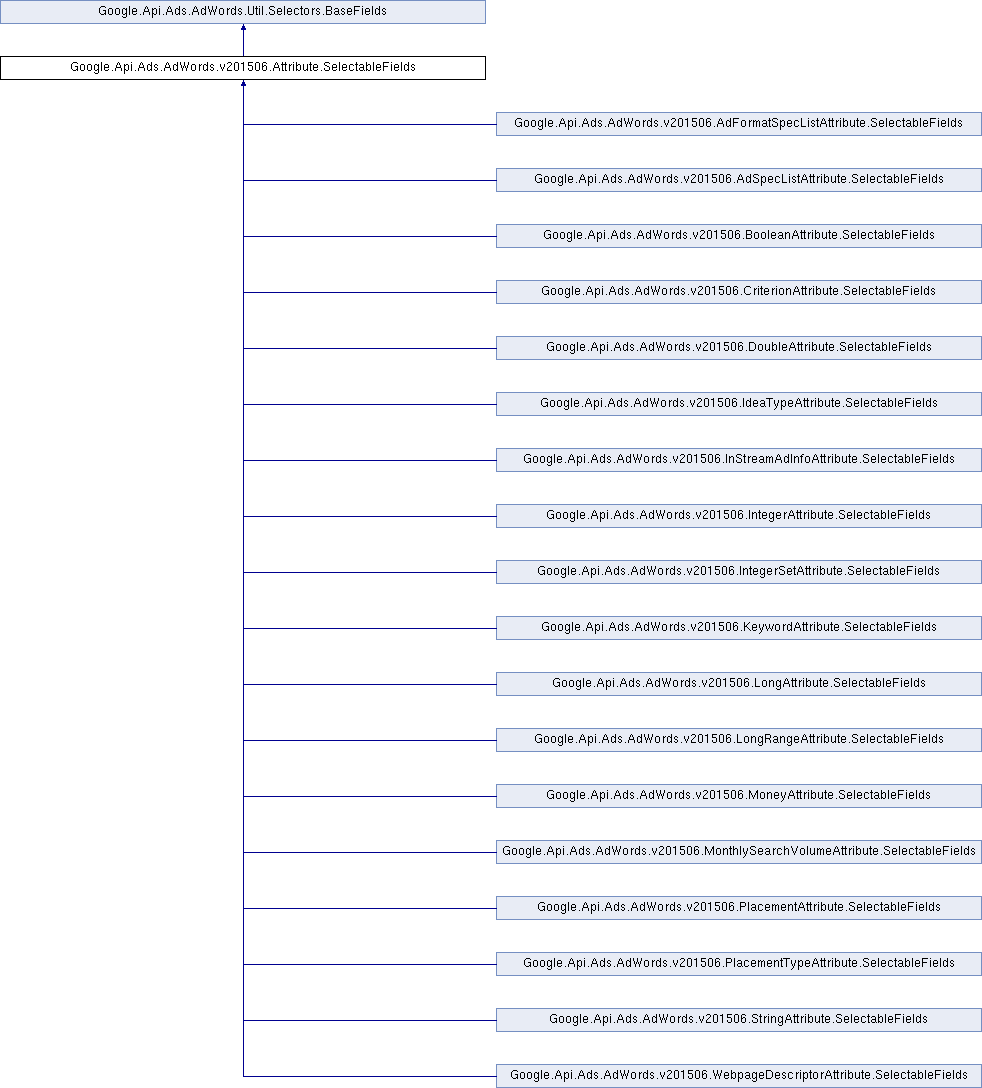 Google.Api.Ads.AdWords.Util.Selectors.BaseFields
Google.Api.Ads.AdWords.v201506.Attribute.SelectableFields
Google.Api.Ads.AdWords.v201506.AdFormatSpecListAttribute.SelectableFields
Google.Api.Ads.AdWords.v201506.AdSpecListAttribute.SelectableFields
Google.Api.Ads.AdWords.v201506.BooleanAttribute.SelectableFields
Google.Api.Ads.AdWords.v201506.CriterionAttribute.SelectableFields
Google.Api.Ads.AdWords.v201506.DoubleAttribute.SelectableFields
Google.Api.Ads.AdWords.v201506.IdeaTypeAttribute.SelectableFields
Google.Api.Ads.AdWords.v201506.InStreamAdInfoAttribute.SelectableFields
Google.Api.Ads.AdWords.v201506.IntegerAttribute.SelectableFields
Google.Api.Ads.AdWords.v201506.IntegerSetAttribute.SelectableFields
Google.Api.Ads.AdWords.v201506.KeywordAttribute.SelectableFields
Google.Api.Ads.AdWords.v201506.LongAttribute.SelectableFields
Google.Api.Ads.AdWords.v201506.LongRangeAttribute.SelectableFields
Google.Api.Ads.AdWords.v201506.MoneyAttribute.SelectableFields
Google.Api.Ads.AdWords.v201506.MonthlySearchVolumeAttribute.SelectableFields
Google.Api.Ads.AdWords.v201506.PlacementAttribute.SelectableFields
Google.Api.Ads.AdWords.v201506.PlacementTypeAttribute.SelectableFields
Google.Api.Ads.AdWords.v201506.StringAttribute.SelectableFields
Google.Api.Ads.AdWords.v201506.WebpageDescriptorAttribute.SelectableFields